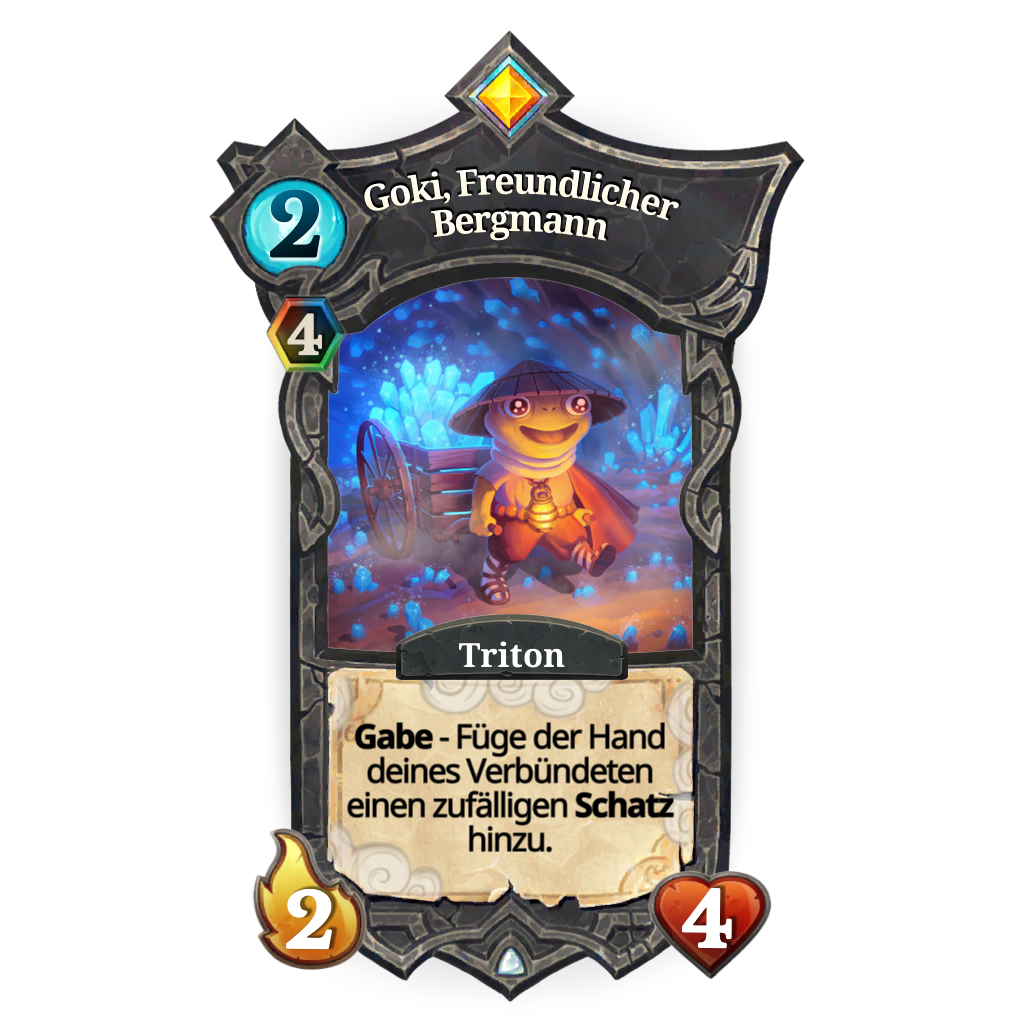 2
Goki, Freundlicher
Bergmann
4
Triton
Gabe - Füge der Hand
deines Verbündeten
einen zufälligen Schatz
hinzu.
2
4